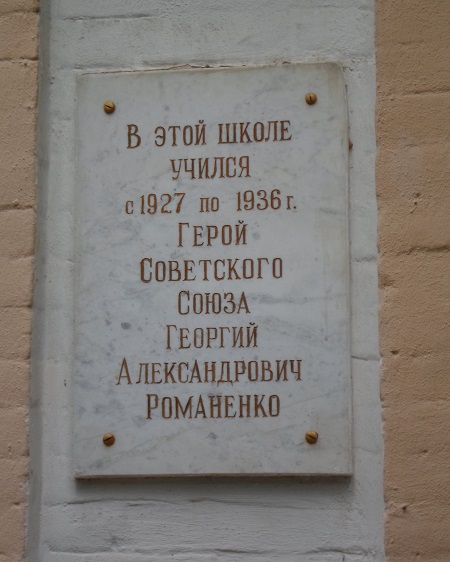 В этой школе
учился
с 1927 по 1936 г.
Герой
Советского
Союза
Георгий
Александрович
Романенко